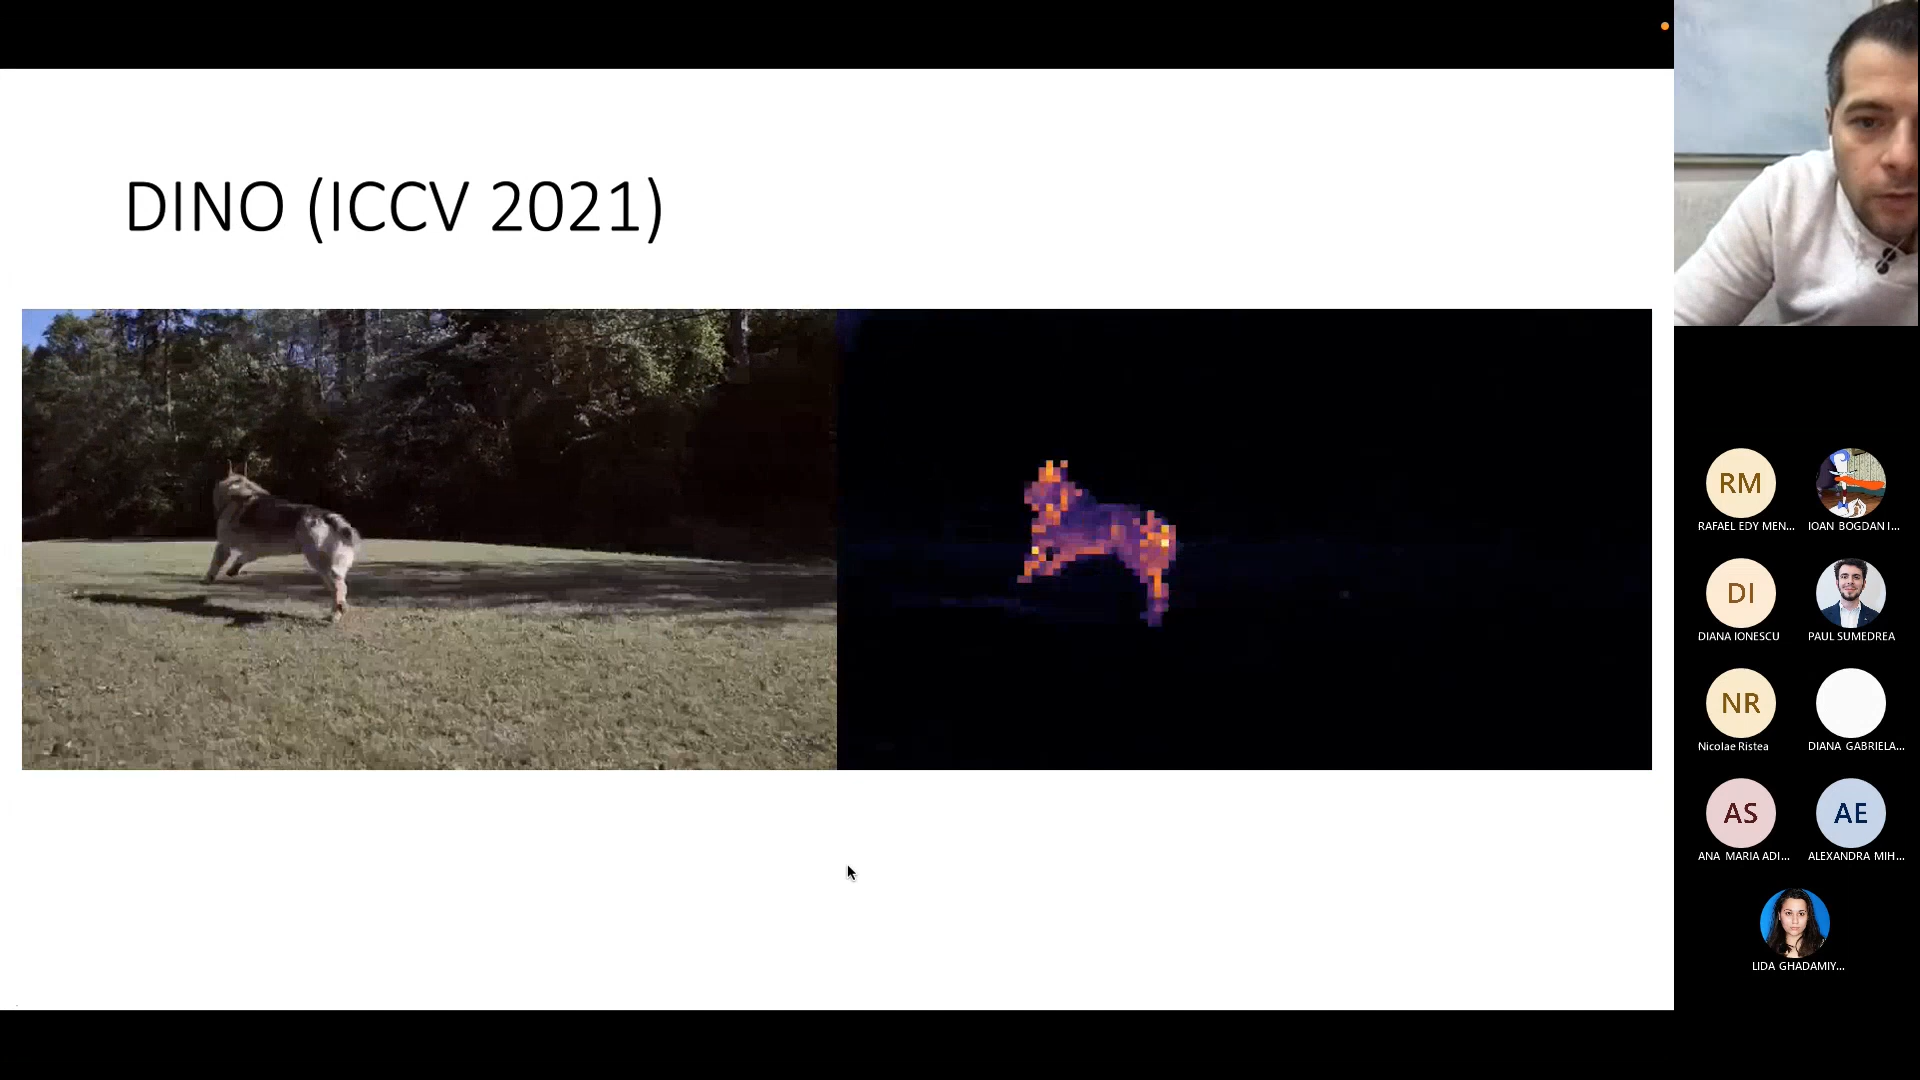 DINO (ICCV 2021)
RM
RAFAEL EDY MEN...
IOAN BOGDAN I...
DI
DIANA IONESCU
PAUL SUMEDREA
NR
Nicolae Ristea
DIANA GABRIELA...
AS
ANA MARIA ADI...
AE
ALEXANDRA MIH...
LIDA GHADAMIY...